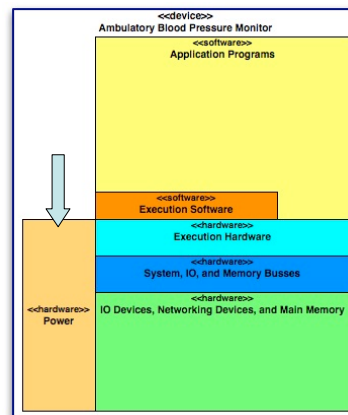 <<device>>
Ambulatory Blood Pressure Monitor
<<software>>
Application Programs
<<software>>
Execution Software
<<hardware>>
Execution Hardware
<<hardware>>
System, IO, and Memory Busses
<<hardware>>
IO Devices, Networking Devices, and Main Memory
<<hardware>>
Power